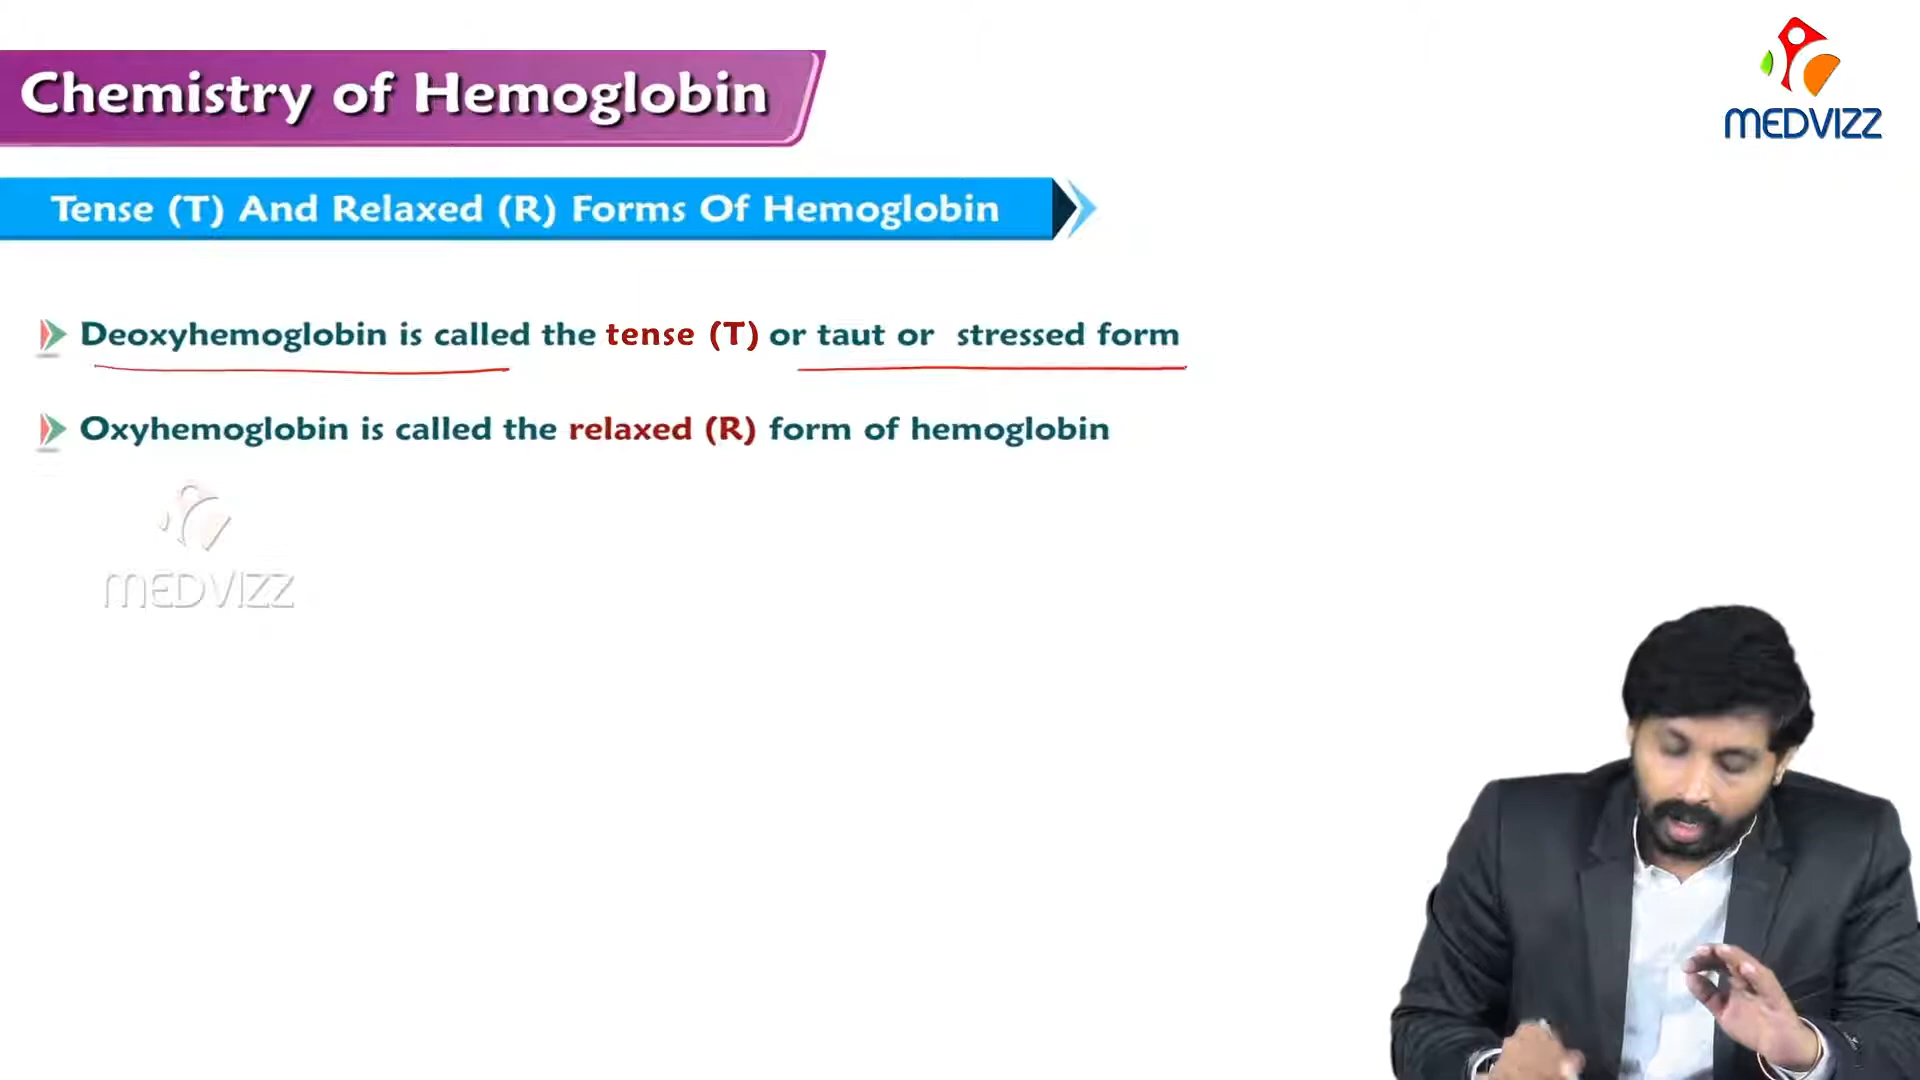 Chemistry of Hemoglobin
MEDVIZZ
Tense (T) And Relaxed (R) Forms Of Hemoglobin
Deoxyhemoglobin is called the tense (T) or taut or stressed form
Oxyhemoglobin is called the relaxed (R) form of hemoglobin
MEDVIZZ